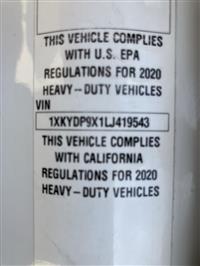 THIS VEHICLE COMPLIES
WITH U.S. EPA
REGULATIONS FOR 2020
HEAVY-DUTY VEHICLES
VIN
1XKYDP9X1LJ419543
THIS VEHICLE COMPLIES
WITH CALIFORNIA
REGULATIONS FOR 2020
HEAVY-DUTY VEHICLES